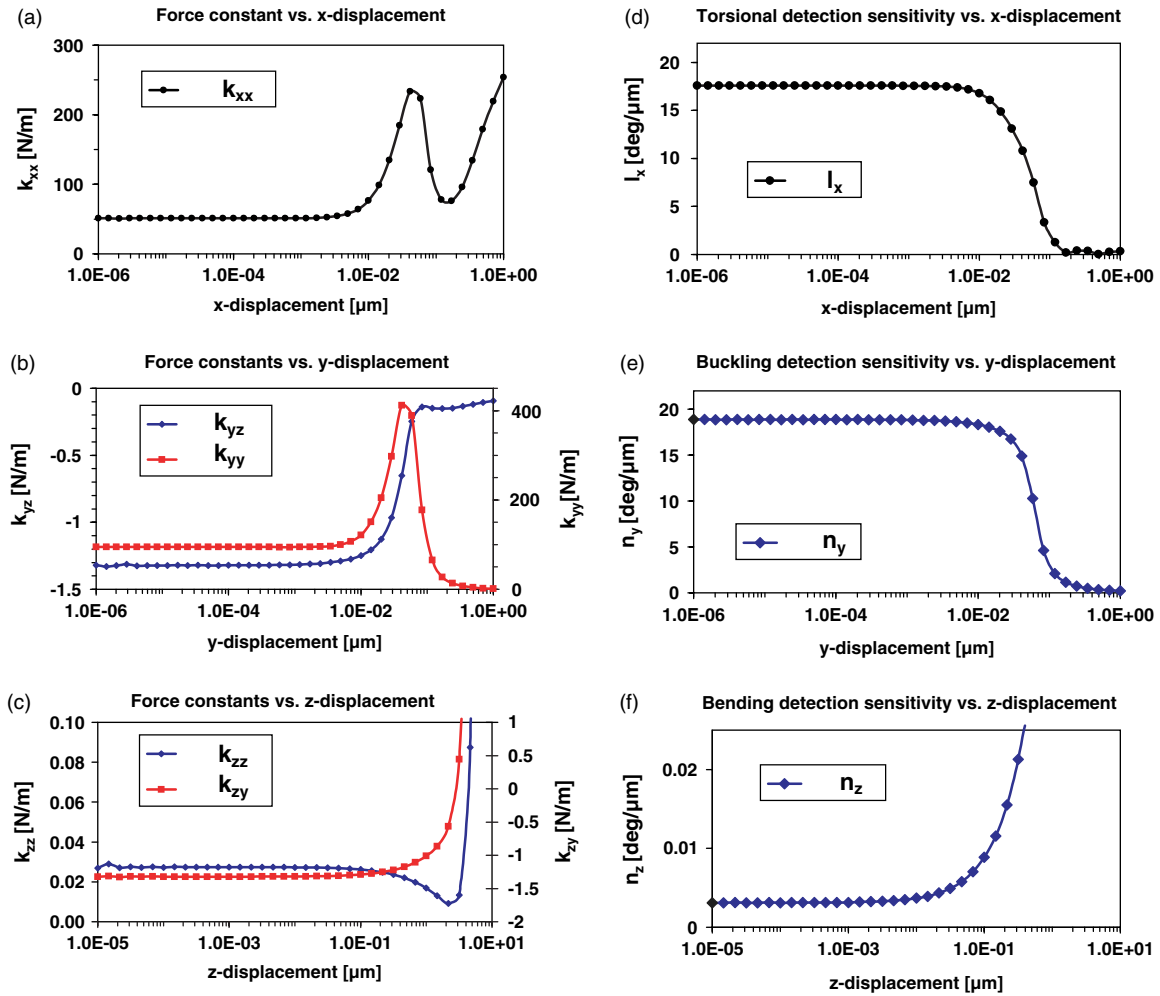 (a)
Force constant vs. x-displacement
300
250
200
150
100
50
0
k_xx [N/m]
k_xx
1.0E-06 1.0E-04 1.0E-02 1.0E+00
x-displacement [µm]
(d)
Torsional detection sensitivity vs. x-displacement
20
15
10
5
0
l_x [deg/µm]
l_x
1.0E-06 1.0E-04 1.0E-02 1.0E+00
x-displacement [µm]
(b)
Force constants vs. y-displacement
0
-0.5
-1
-1.5
k_yz [N/m]
k_yz
k_yy
400
200
0
k_yy[N/m]
1.0E-06 1.0E-04 1.0E-02 1.0E+00
y-displacement [µm]
(e)
Buckling detection sensitivity vs. y-displacement
20
15
10
5
0
n_y [deg/µm]
n_y
1.0E-06 1.0E-04 1.0E-02 1.0E+00
y-displacement [µm]
(c)
Force constants vs. z-displacement
0.10
0.08
0.06
0.04
0.02
0.00
k_zz [N/m]
k_zz
k_zy
1
0.5
0
-0.5
-1
-1.5
-2
k_zy [N/m]
1.0E-05 1.0E-03 1.0E-01 1.0E+01
z-displacement [µm]
(f)
Bending detection sensitivity vs. z-displacement
0.02
0.01
0
n_z [deg/µm]
n_z
1.0E-05 1.0E-03 1.0E-01 1.0E+01
z-displacement [µm]